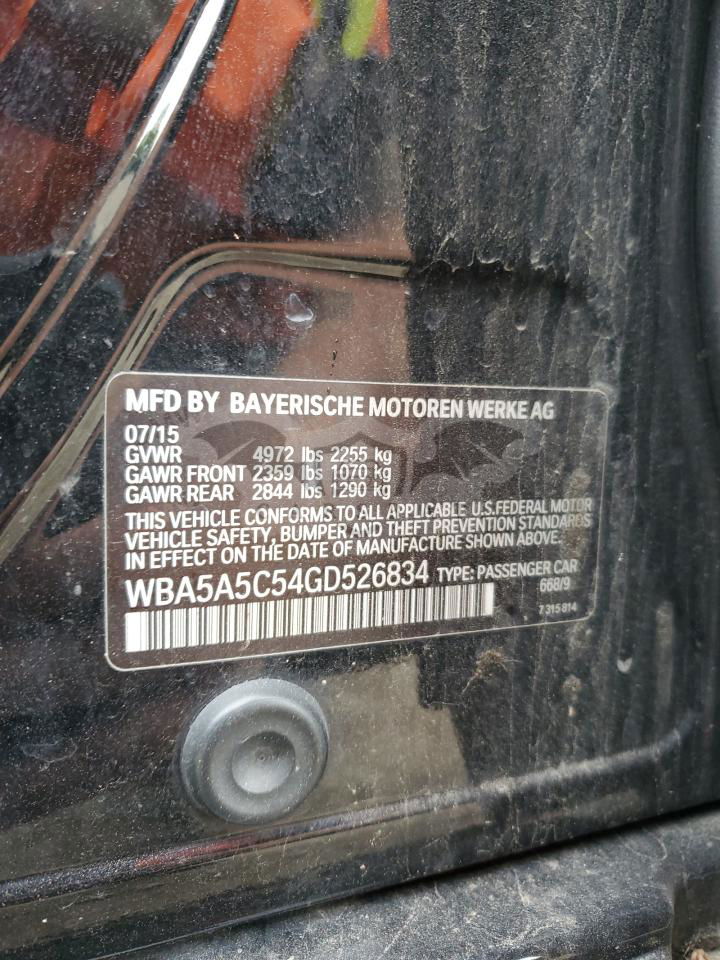 MFD BY BAYERISCHE MOTOREN WERKE AG
07/15
GVWR 4972 lbs 2255 kg
GAWR FRONT 2359 lbs 1070 kg
GAWR REAR 2844 lbs 1290 kg
THIS VEHICLE CONFORMS TO ALL APPLICABLE U.S.FEDERAL MOTOR
VEHICLE SAFETY, BUMPER AND THEFT PREVENTION STANDARDS
IN EFFECT ON THE DATE OF MANUFACTURE SHOWN ABOVE.
WBA5A5C54GD526834 TYPE: PASSENGER CAR
668/9
7 315 814